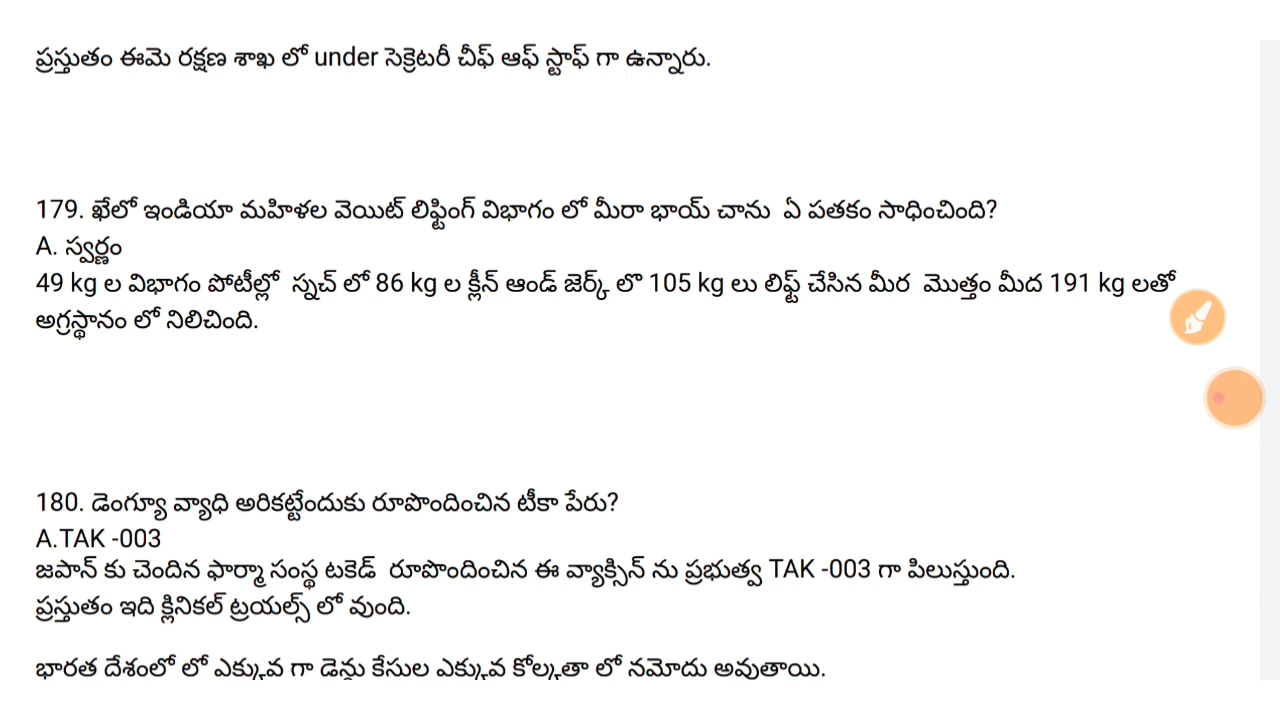 ప్రస్తుతం ఈమె రక్షణ శాఖ లో under సెక్రెటరీ చీఫ్ ఆఫ్ స్టాఫ్ గా ఉన్నారు.
179. ఖేలో ఇండియా మహిళల వెయిట్ లిఫ్టింగ్ విభాగం లో మీరా భాయ్ చాను ఏ పతకం సాధించింది?
A. స్వర్ణం
49 kg ల విభాగం పోటీల్లో స్నచ్ లో 86 kg ల క్లీన్ ఆండ్ జెర్క్ లొ 105 kg లు లిఫ్ట్ చేసిన మీర మొత్తం మీద 191 kg లతో
అగ్రస్థానం లో నిలిచింది.
180. డెంగ్యూ వ్యాధి అరికట్టేందుకు రూపొందించిన టీకా పేరు?
A.TAK -003
జపాన్ కు చెందిన ఫార్మా సంస్థ టకెడ్ రూపొందించిన ఈ వ్యాక్సిన్ ను ప్రభుత్వ TAK -003 గా పిలుస్తుంది.
ప్రస్తుతం ఇది క్లినికల్ ట్రయల్స్ లో వుంది.
భారత దేశంలో లో ఎక్కువ గా డెన్గు కేసుల ఎక్కువ కోల్కతా లో నమోదు అవుతాయి.